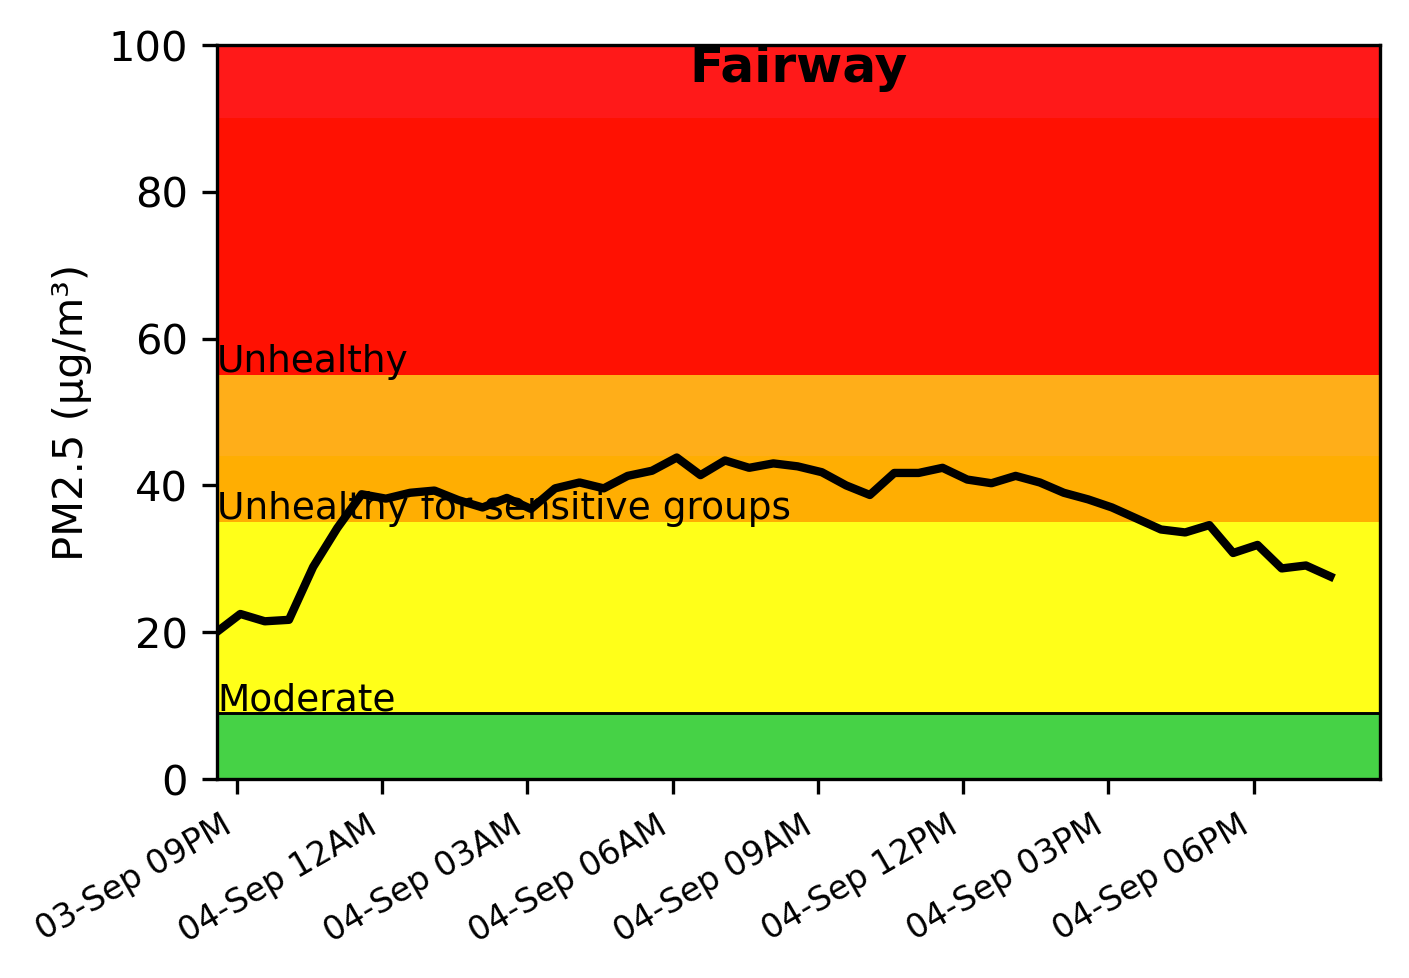 Fairway
PM2.5 (µg/m³)
100
80
60
40
20
0
Unhealthy
Unhealthy for sensitive groups
Moderate
03-Sep 09PM
04-Sep 12AM
04-Sep 03AM
04-Sep 06AM
04-Sep 09AM
04-Sep 12PM
04-Sep 03PM
04-Sep 06PM